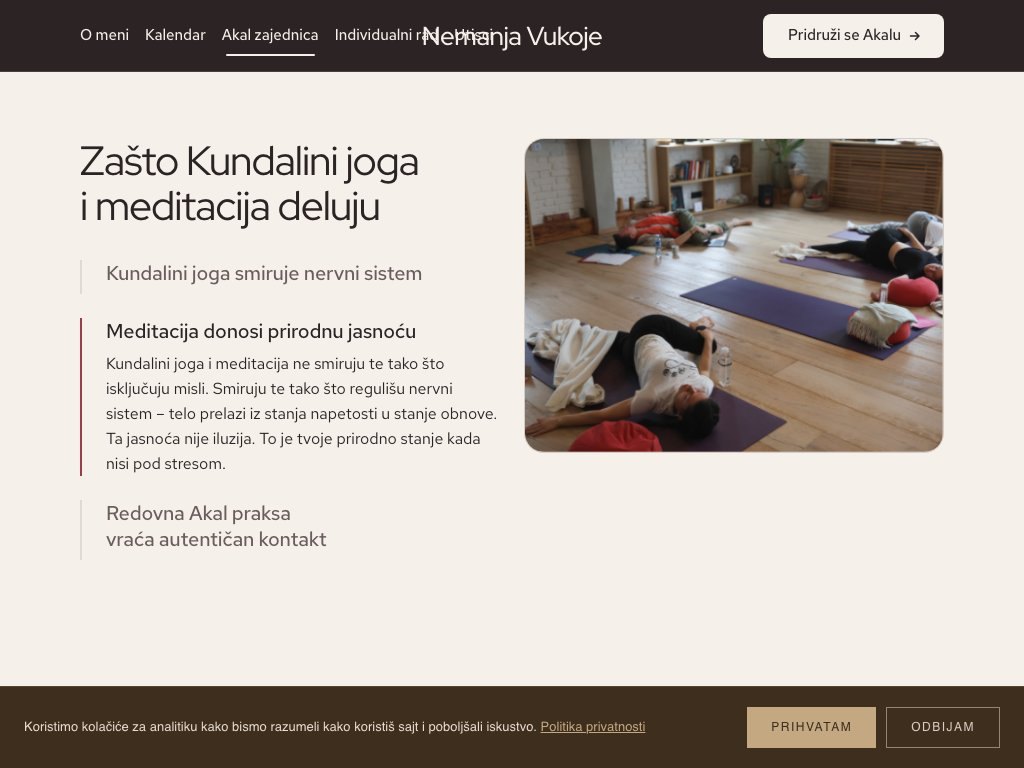 O meni
Kalendar
Akal zajednica
Individualni rad
Utisci
Nemanja Vukoje
Pridruži se Akalu →
Zašto Kundalini joga
i meditacija deluju
Kundalini joga smiruje nervni sistem
Meditacija donosi prirodnu jasnoću
Kundalini joga i meditacija ne smiruju te tako što
isključuju misli. Smiruju te tako što regulišu nervni
sistem – telo prelazi iz stanja napetosti u stanje obnove.
Ta jasnoća nije iluzija. To je tvoje prirodno stanje kada
nisi pod stresom.
Redovna Akal praksa
vraća autentičan kontakt
Koristimo kolačiće za analitiku kako bismo razumeli kako koristiš sajt i poboljšali iskustvo. Politika privatnosti
PRIHVATAM
ODBIJAM